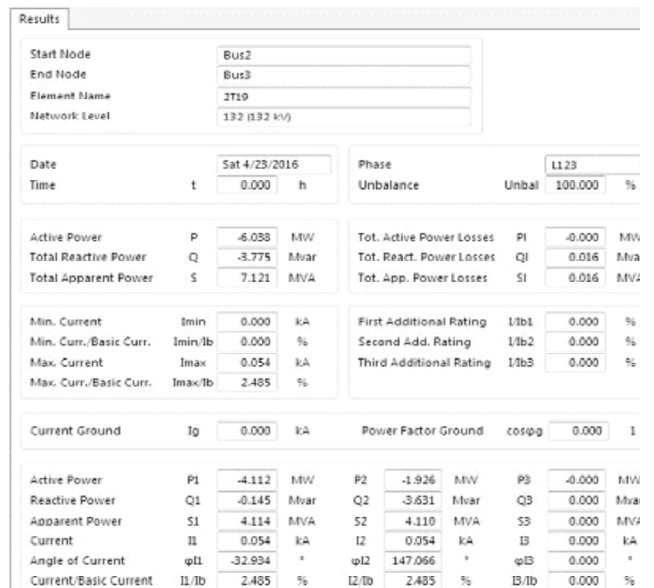 Results
Start Node Bus2
End Node Bus3
Element Name 2T19
Network Level 132 (132 kV)
Date Sat 4/23/2016 Phase L123
Time t 0.000 h Unbalance Unbal 100.000 %
Active Power P -6.038 MW Tot. Active Power Losses Pl -0.000 MW
Total Reactive Power Q -3.775 Mvar Tot. React. Power Losses Ql 0.016 Mva
Total Apparent Power S 7.121 MVA Tot. App. Power Losses Sl 0.016 MVA
Min. Current Imin 0.000 kA First Additional Rating I/Ib1 0.000 %
Min. Curr./Basic Curr. Imin/Ib 0.000 % Second Add. Rating I/Ib2 0.000 %
Max. Current Imax 0.054 kA Third Additional Rating I/Ib3 0.000 %
Max. Curr./Basic Curr. Imax/Ib 2.485 %
Current Ground Ig 0.000 kA Power Factor Ground cosφg 0.000 1
Active Power P1 -4.112 MW P2 -1.926 MW P3 -0.000 MW
Reactive Power Q1 -0.145 Mvar Q2 -3.631 Mvar Q3 0.000 Mva
Apparent Power S1 4.114 MVA S2 4.110 MVA S3 0.000 MVA
Current I1 0.054 kA I2 0.054 kA I3 0.000 kA
Angle of Current φI1 -32.934 ° φI2 147.066 ° φI3 0.000 °
Current/Basic Current I1/Ib 2.485 % I2/Ib 2.485 % I3/Ib 0.000 %